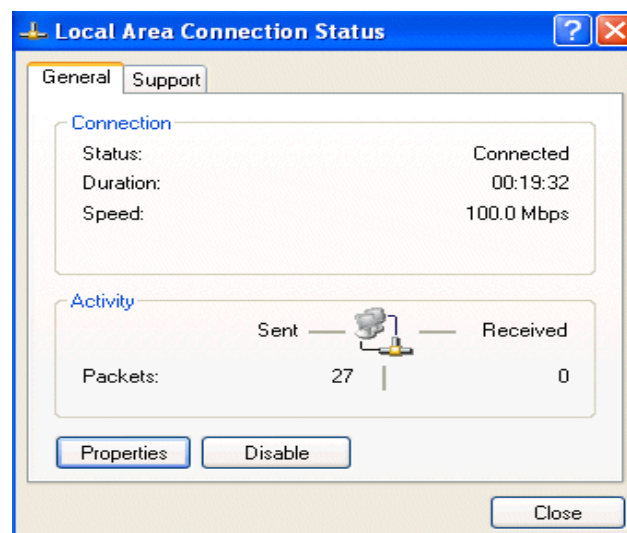 Local Area Connection Status
General Support
Connection
Status: Connected
Duration: 00:19:32
Speed: 100.0 Mbps
Activity
Sent Received
Packets: 27 0
Properties Disable
Close